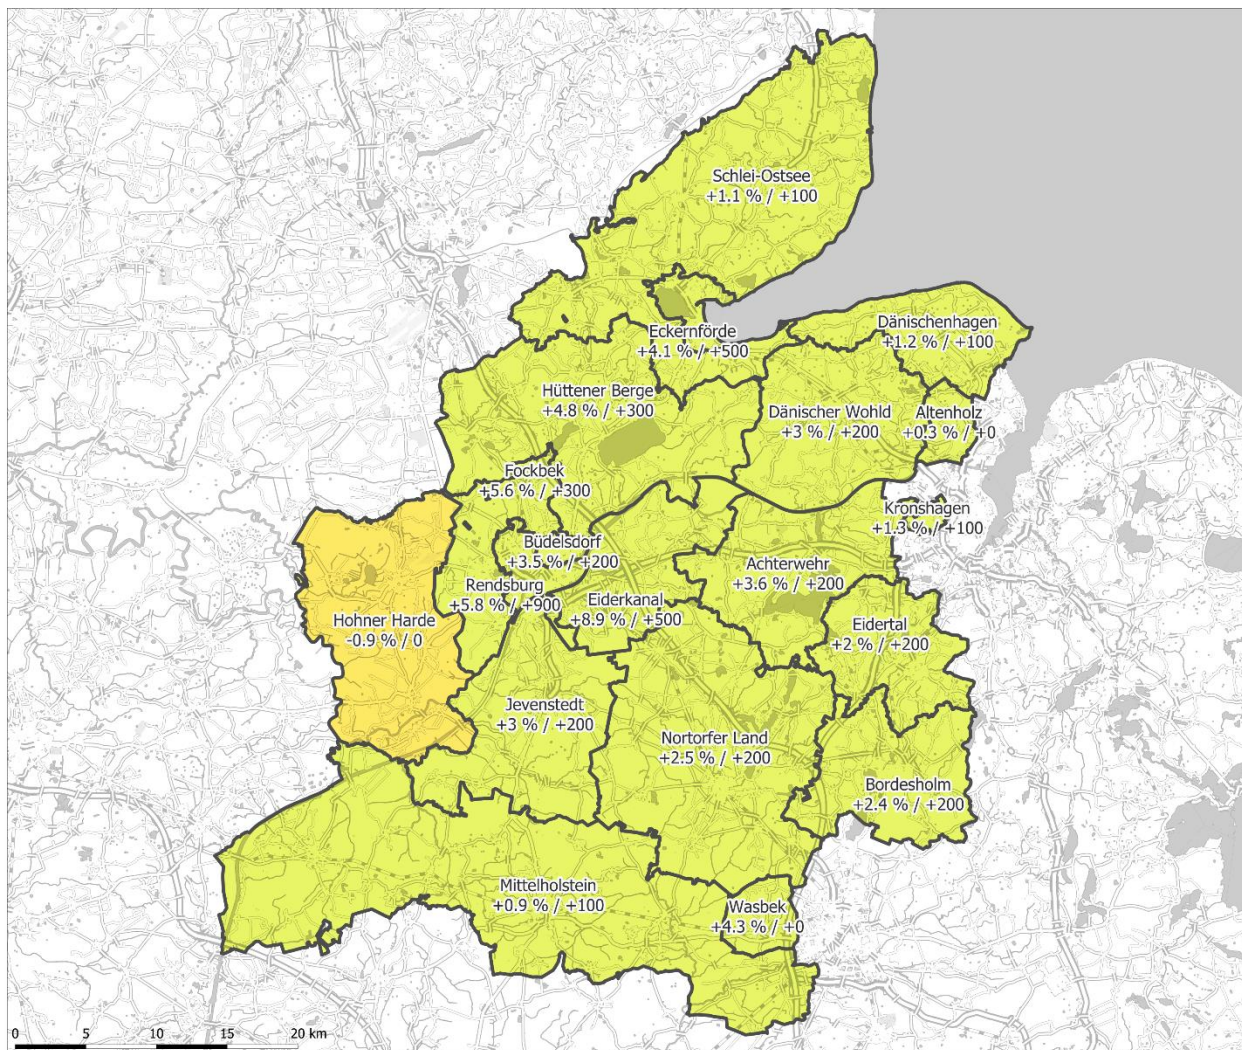 Schlei-Ostsee
+1.1 % / +100
Dänischenhagen
+1.2 % / +100
Eckernförde
+4.1 % / +500
Hüttener Berge
+4.8 % / +300
Dänischer Wohld
+3 % / +200
Altenholz
+0.3 % / +0
Fockbek
+5.6 % / +300
Kronshagen
+1.3 % / +100
Büdelsdorf
+3.5 % / +200
Achterwehr
+3.6 % / +200
Rendsburg
+5.8 % / +900
Eiderkanal
+8.9 % / +500
Hohner Harde
-0.9 % / 0
Eidertal
+2 % / +200
Jevenstedt
+3 % / +200
Nortorfer Land
+2.5 % / +200
Bordesholm
+2.4 % / +200
Mittelholstein
+0.9 % / +100
Wasbek
+4.3 % / +0
0 5 10 15 20 km